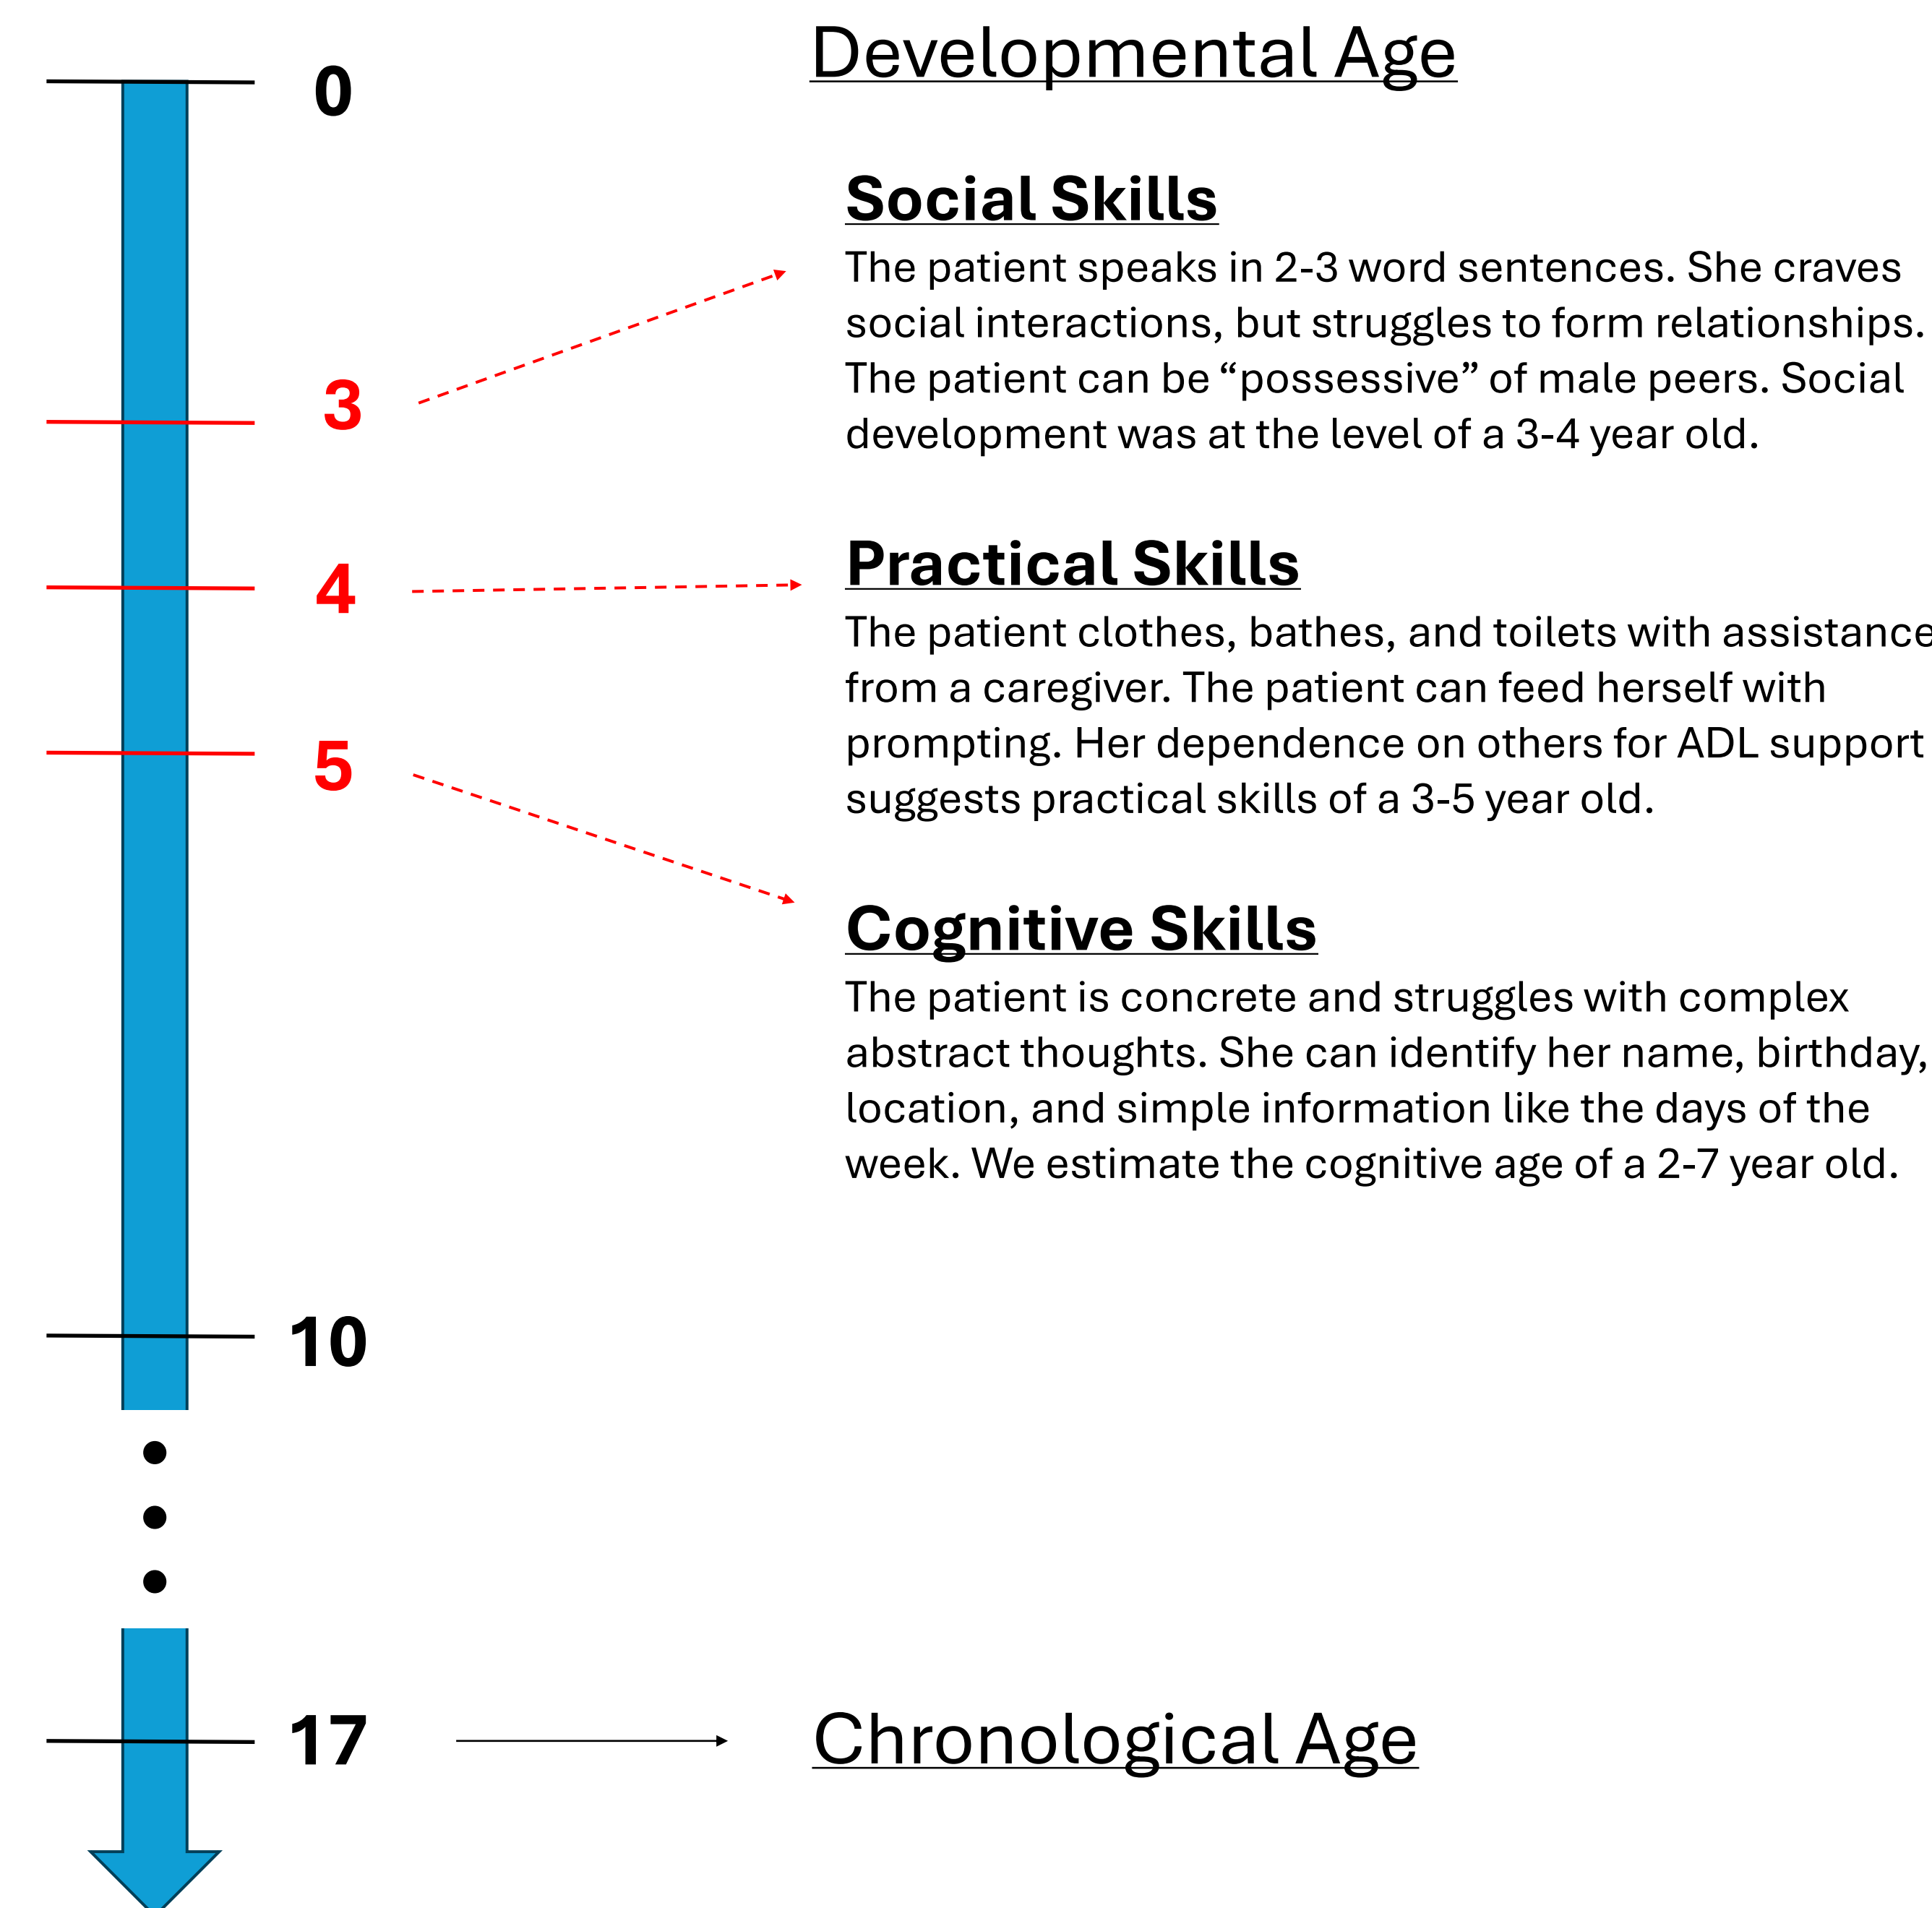 Developmental Age
0
Social Skills
The patient speaks in 2-3 word sentences. She craves
social interactions, but struggles to form relationships.
The patient can be “possessive” of male peers. Social
development was at the level of a 3-4 year old.
3
Practical Skills
4
The patient clothes, bathes, and toilets with assistance
from a caregiver. The patient can feed herself with
prompting. Her dependence on others for ADL support
suggests practical skills of a 3-5 year old.
5
Cognitive Skills
The patient is concrete and struggles with complex
abstract thoughts. She can identify her name, birthday,
location, and simple information like the days of the
week. We estimate the cognitive age of a 2-7 year old.
10
17
Chronological Age